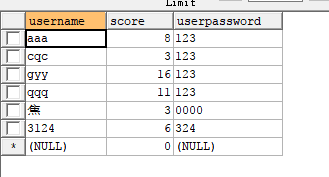 Limit
username score userpassword
aaa 8 123
cqc 3 123
gyy 16 123
qqq 11 123
焦 3 0000
3124 6 324
* (NULL) 0 (NULL)